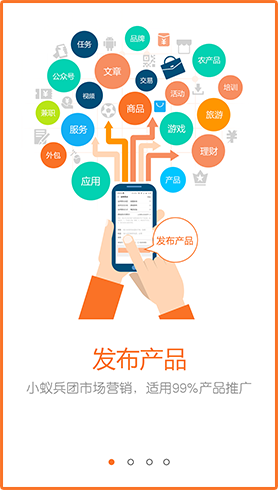 任务
品牌
公众号
文章
农产品
视频
交易
活动
培训
兼职
服务
商品
游戏
旅游
外包
理财
应用
产品
发布产品
发布产品
小蚁兵团市场营销，适用99%产品推广